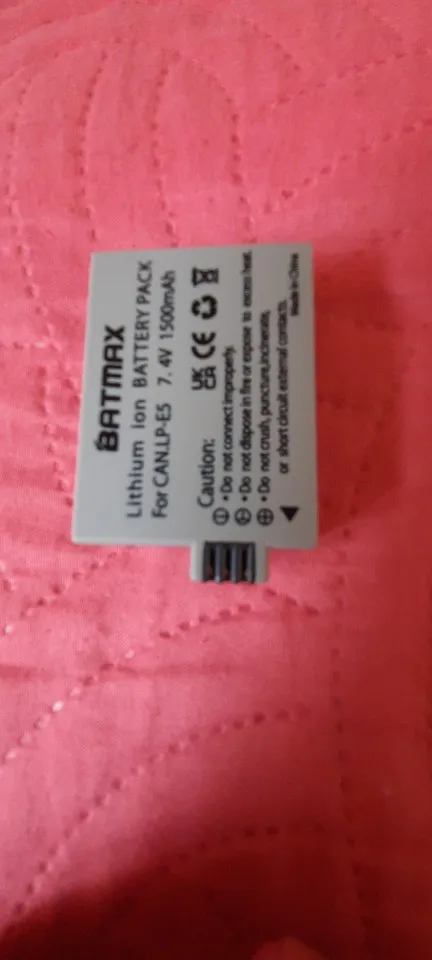 BATMAX
Lithium ion BATTERY PACK
For CAN.LP-E5 7.4V 1500mAh
UK
CA
CE
Caution:
• Do not connect improperly.
• Do not dispose in fire or expose to excess heat.
• Do not crush, puncture, incinerate,
or short circuit external contacts.
Made in China